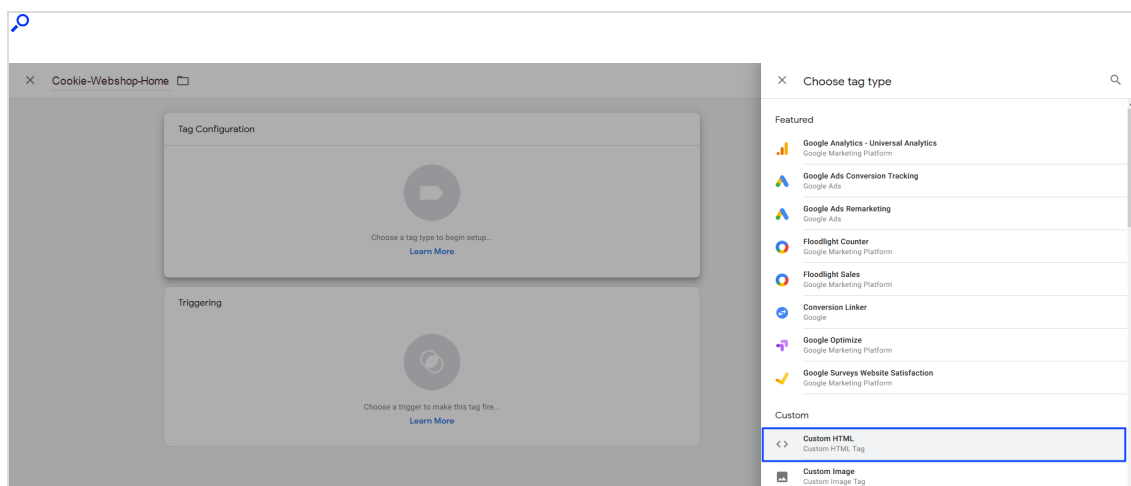 Cookie-Webshop-Home
Tag Configuration
Choose a tag type to begin setup...
Learn More
Triggering
Choose a trigger to make this tag fire...
Learn More
Choose tag type
Featured
Google Analytics - Universal Analytics
Google Marketing Platform
Google Ads Conversion Tracking
Google Ads
Google Ads Remarketing
Google Ads
Floodlight Counter
Google Marketing Platform
Floodlight Sales
Google Marketing Platform
Conversion Linker
Google
Google Optimize
Google Marketing Platform
Google Surveys Website Satisfaction
Google Marketing Platform
Custom
Custom HTML
Custom HTML Tag
Custom Image
Custom Image Tag